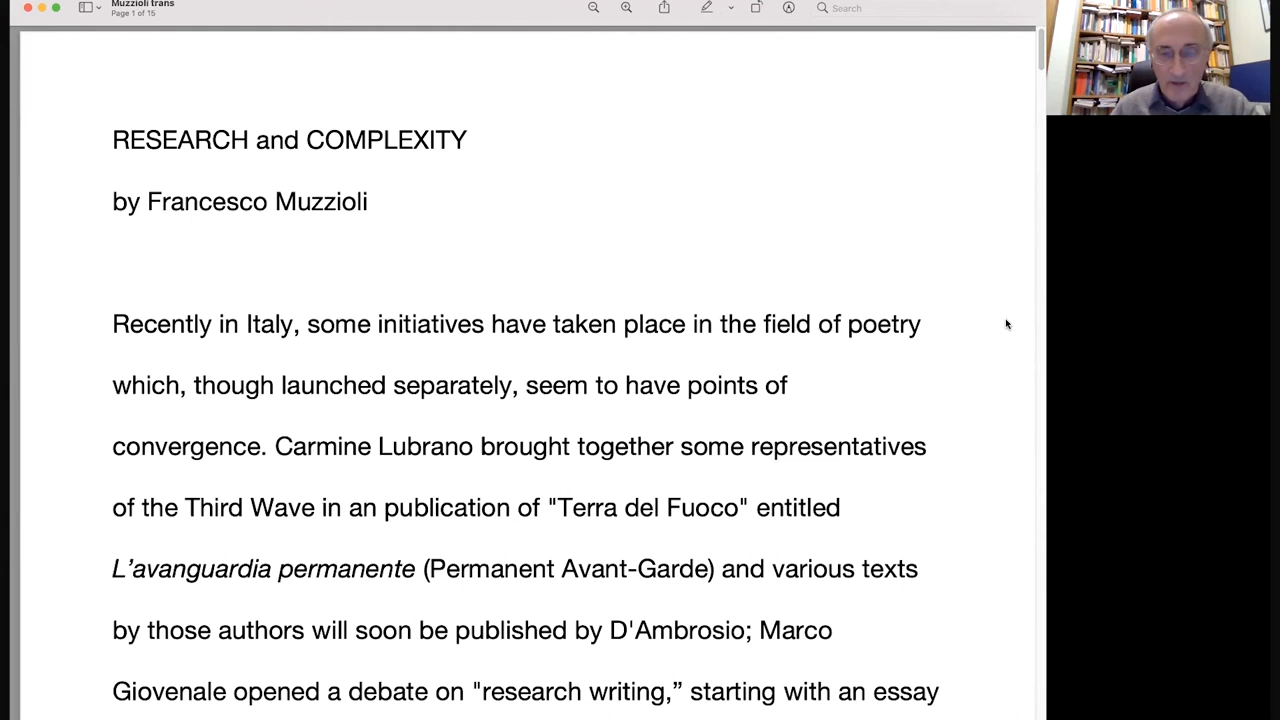 Muzzioli trans
Page 1 of 15
Search
RESEARCH and COMPLEXITY
by Francesco Muzzioli
Recently in Italy, some initiatives have taken place in the field of poetry
which, though launched separately, seem to have points of
convergence. Carmine Lubrano brought together some representatives
of the Third Wave in an publication of "Terra del Fuoco" entitled
L’avanguardia permanente (Permanent Avant-Garde) and various texts
by those authors will soon be published by D'Ambrosio; Marco
Giovenale opened a debate on "research writing,” starting with an essay